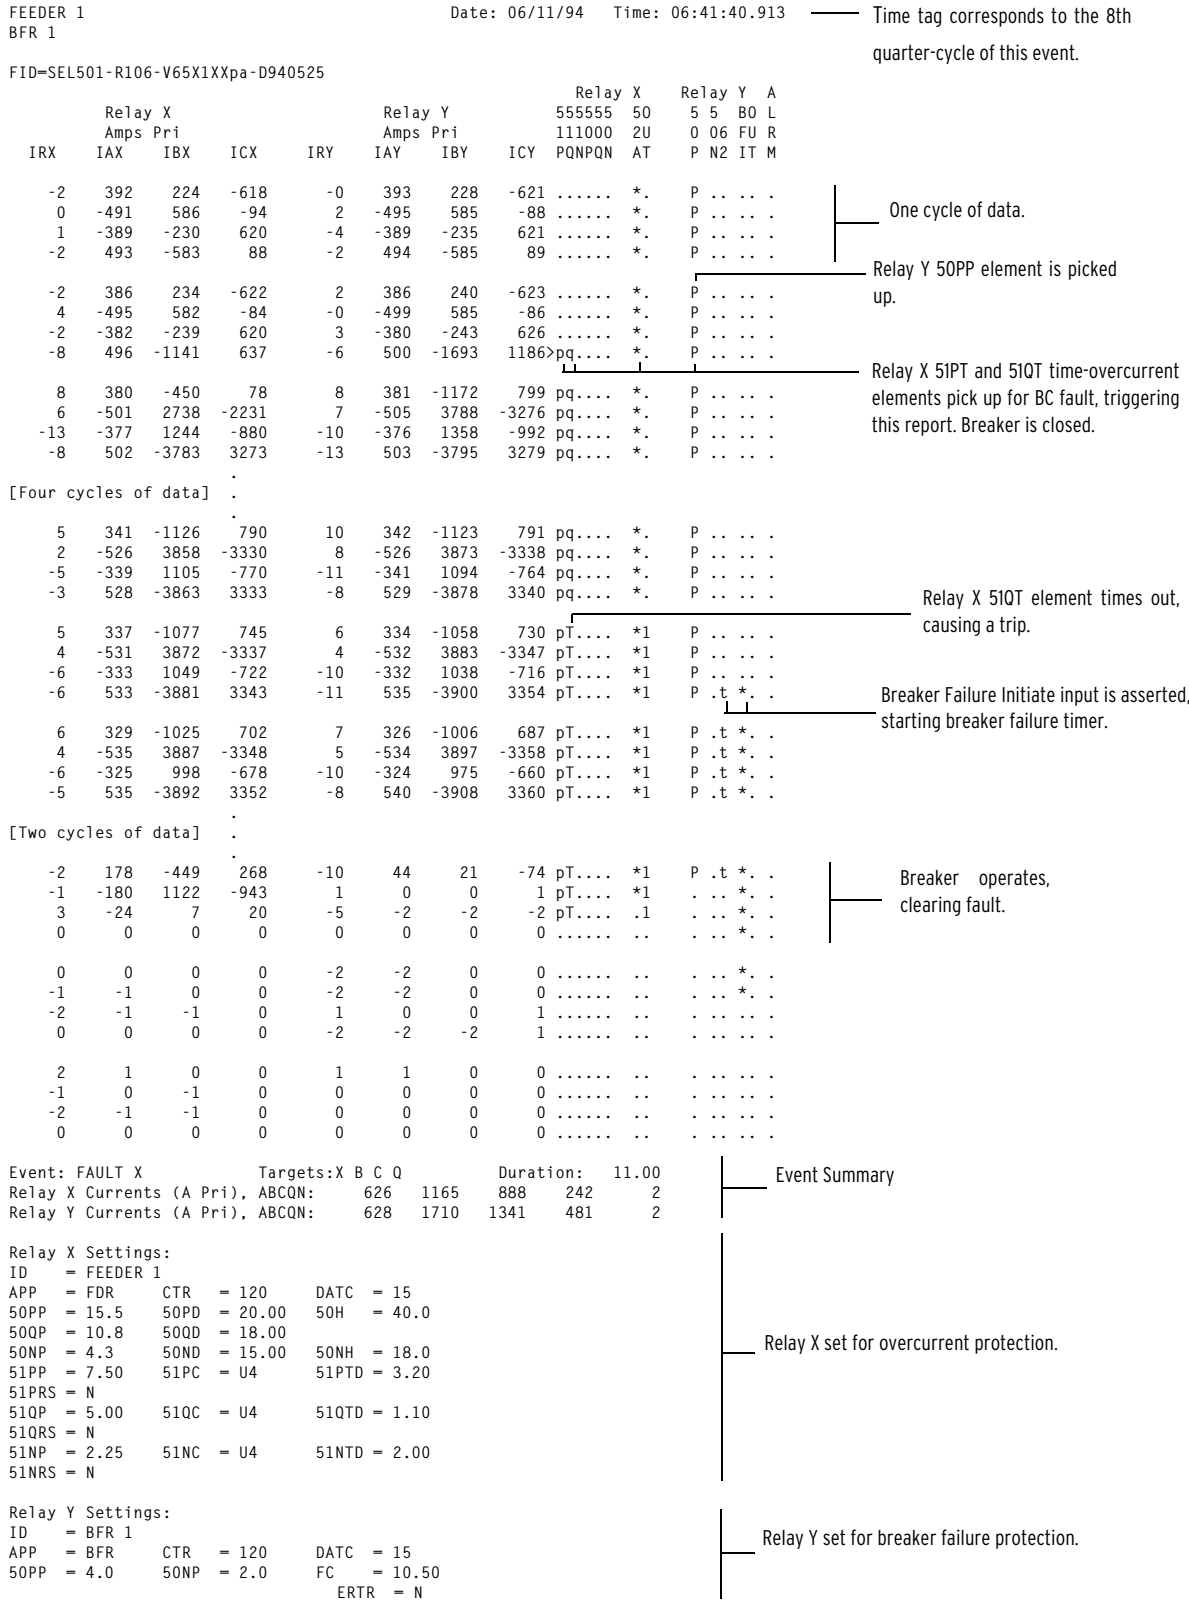 FEEDER 1                                        Date: 06/11/94   Time: 06:41:40.913
BFR 1
Time tag corresponds to the 8th
quarter-cycle of this event.
FID=SEL501-R106-V65X1XXpa-D940525
Relay X    Relay Y  A
Relay X                    Relay Y            555555  50   5 5  BO L
Amps Pri                   Amps Pri           111000  2U   0 06 FU R
IRX   IAX   IBX   ICX   IRY   IAY   IBY   ICY PQNPQN  AT   P N2 IT M
-2   392   224  -618    -0   393   228  -621 ......  *.   P .. .. .
0  -491   586   -94     2  -495   585   -88 ......  *.   P .. .. .
1  -389  -230   620    -4  -389  -235   621 ......  *.   P .. .. .
-2   493  -583    88    -2   494  -585    89 ......  *.   P .. .. .
One cycle of data.
Relay Y 50PP element is picked
up.
-2   386   234  -622     2   386   240  -623 ......  *.   P .. .. .
4  -495   582   -84    -0  -499   585   -86 ......  *.   P .. .. .
-2  -382  -239   620     3  -380  -243   626 ......  *.   P .. .. .
-8   496 -1141   637    -6   500 -1693  1186>pq....  *.   P .. .. .
Relay X 51PT and 51QT time-overcurrent
elements pick up for BC fault, triggering
this report. Breaker is closed.
8   380  -450    78     8   381 -1172   799 pq....  *.   P .. .. .
6  -501  2738 -2231     7  -505  3788 -3276 pq....  *.   P .. .. .
-13  -377  1244  -880   -10  -376  1358  -992 pq....  *.   P .. .. .
-8   502 -3783  3273   -13   503 -3795  3279 pq....  *.   P .. .. .
.
[Four cycles of data]  .
.
5   341 -1126   790    10   342 -1123   791 pq....  *.   P .. .. .
2  -526  3858 -3330     8  -526  3873 -3338 pq....  *.   P .. .. .
-5  -339  1105  -770   -11  -341  1094  -764 pq....  *.   P .. .. .
-3   528 -3863  3333    -8   529 -3878  3340 pq....  *.   P .. .. .
Relay X 51QT element times out,
causing a trip.
5   337 -1077   745     6   334 -1058   730 pT....  *1   P .. .. .
4  -531  3872 -3337     4  -532  3883 -3347 pT....  *1   P .. .. .
-6  -333  1049  -722   -10  -332  1038  -716 pT....  *1   P .. .. .
-6   533 -3881  3343   -11   535 -3900  3354 pT....  *1   P .t *. .
Breaker Failure Initiate input is asserted,
starting breaker failure timer.
6   329 -1025   702     7   326 -1006   687 pT....  *1   P .t *. .
4  -535  3887 -3348     5  -534  3897 -3358 pT....  *1   P .t *. .
-6  -325   998  -678   -10  -324   975  -660 pT....  *1   P .t *. .
-5   535 -3892  3352    -8   540 -3908  3360 pT....  *1   P .t *. .
.
[Two cycles of data]   .
.
-2   178  -449   268   -10    44    21   -74 pT....  *1   P .t *. .
-1  -180  1122  -943     1     0     0     1 pT....  *1   . .. *. .
3   -24     7    20    -5    -2    -2    -2 pT....  .1   . .. *. .
0     0     0     0     0     0     0     0 ......  ..   . .. *. .
Breaker operates,
clearing fault.
0     0     0     0    -2    -2     0     0 ......  ..   . .. *. .
-1    -1     0     0    -2    -2     0     0 ......  ..   . .. *. .
-2    -1    -1     0     1     0     0     1 ......  ..   . .. .. .
0     0     0     0    -2    -2    -2     1 ......  ..   . .. .. .
2     1     0     0     1     1     0     0 ......  ..   . .. .. .
-1     0    -1     0     0     0     0     0 ......  ..   . .. .. .
-2    -1    -1     0     0     0     0     0 ......  ..   . .. .. .
0     0     0     0     0     0     0     0 ......  ..   . .. .. .
Event: FAULT X            Targets:X B C Q          Duration:   11.00
Relay X Currents (A Pri), ABCQN:     626   1165    888    242      2
Relay Y Currents (A Pri), ABCQN:     628   1710   1341    481      2
Event Summary
Relay X Settings:
ID    = FEEDER 1
APP   = FDR     CTR   = 120     DATC  = 15
50PP  = 15.5    50PD  = 20.00   50H   = 40.0
50QP  = 10.8    50QD  = 18.00
50NP  = 4.3     50ND  = 15.00   50NH  = 18.0
51PP  = 7.50    51PC  = U4      51PTD = 3.20
51PRS = N
51QP  = 5.00    51QC  = U4      51QTD = 1.10
51QRS = N
51NP  = 2.25    51NC  = U4      51NTD = 2.00
51NRS = N
Relay X set for overcurrent protection.
Relay Y Settings:
ID    = BFR 1
APP   = BFR     CTR   = 120     DATC  = 15
50PP  = 4.0     50NP  = 2.0     FC    = 10.50
ERTR  = N
Relay Y set for breaker failure protection.